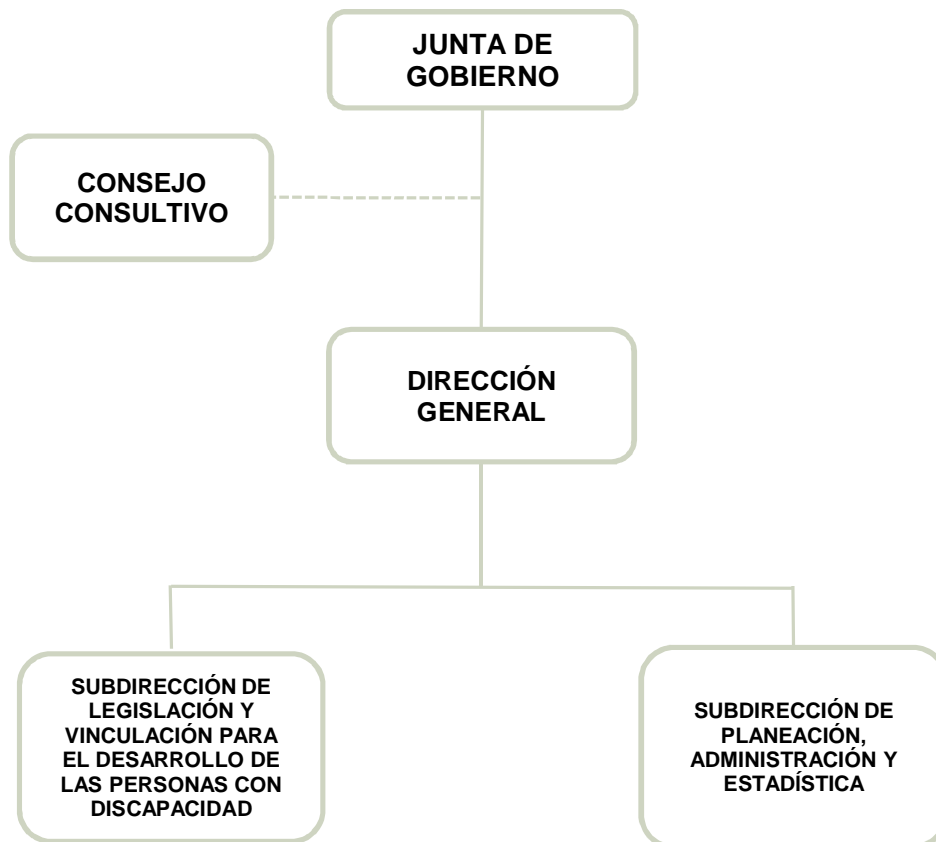 JUNTA DE
GOBIERNO
CONSEJO
CONSULTIVO
DIRECCIÓN
GENERAL
SUBDIRECCIÓN DE
LEGISLACIÓN Y
VINCULACIÓN PARA
EL DESARROLLO DE
LAS PERSONAS CON
DISCAPACIDAD
SUBDIRECCIÓN DE
PLANEACIÓN,
ADMINISTRACIÓN Y
ESTADÍSTICA